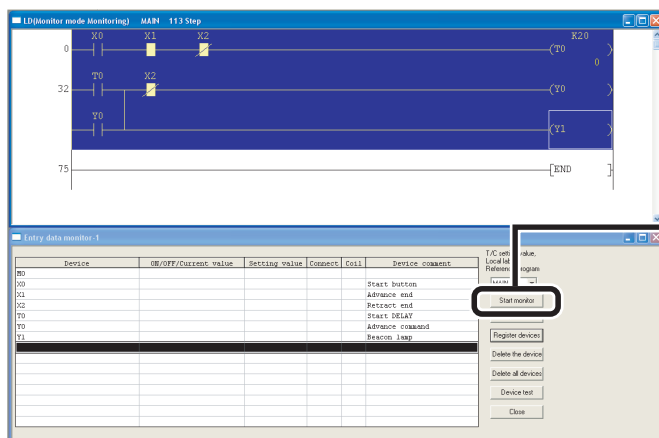 LD(Monitor mode Monitoring) MAIN 113 Step
X0 X1 X2 K20
0 (T0 )
0
T0 X2
32 (Y0 )
Y0
(Y1 )
75 [END ]
Entry data monitor-1
T/C setting value,
Local label
Reference program
MAIN
Device ON/OFF/Current value Setting value Connect Coil Device comment
M0
X0 Start button
X1 Advance end
X2 Retract end
T0 Start DELAY
Y0 Advance command
Y1 Beacon lamp
Start monitor
Register devices
Delete the device
Delete all devices
Device test
Close